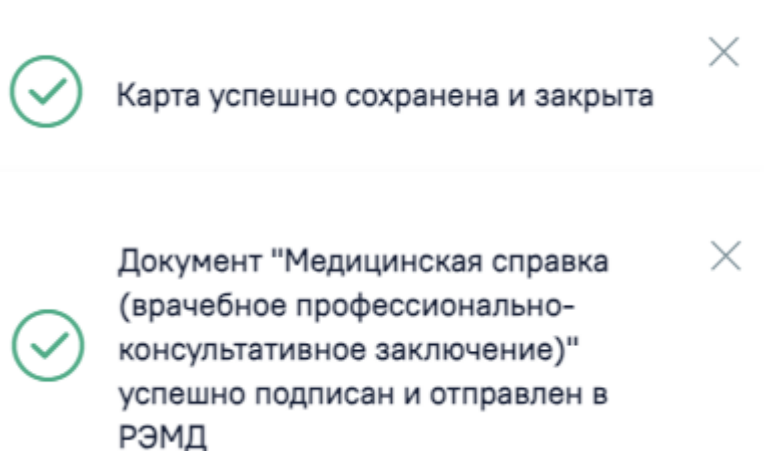 Карта успешно сохранена и закрыта
Документ "Медицинская справка
(врачебное профессионально-
консультативное заключение)"
успешно подписан и отправлен в
РЭМД